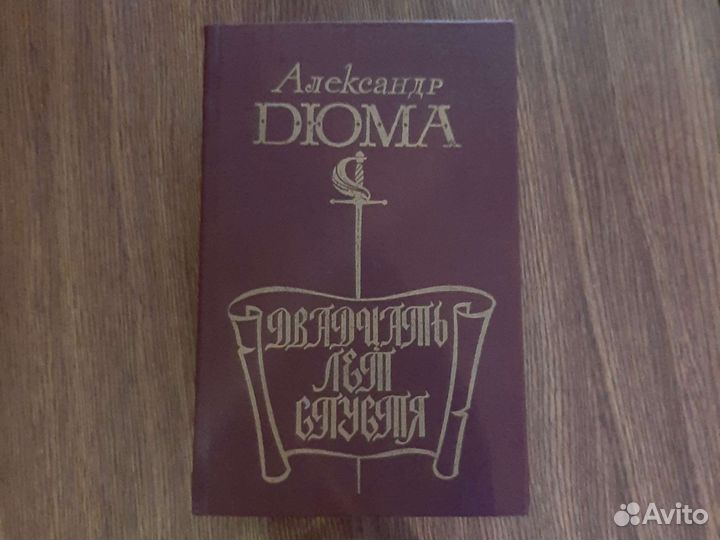 Александр
ДЮМА
ДВАДЦАТЬ
ЛЕТ
СПУСТЯ
Avito